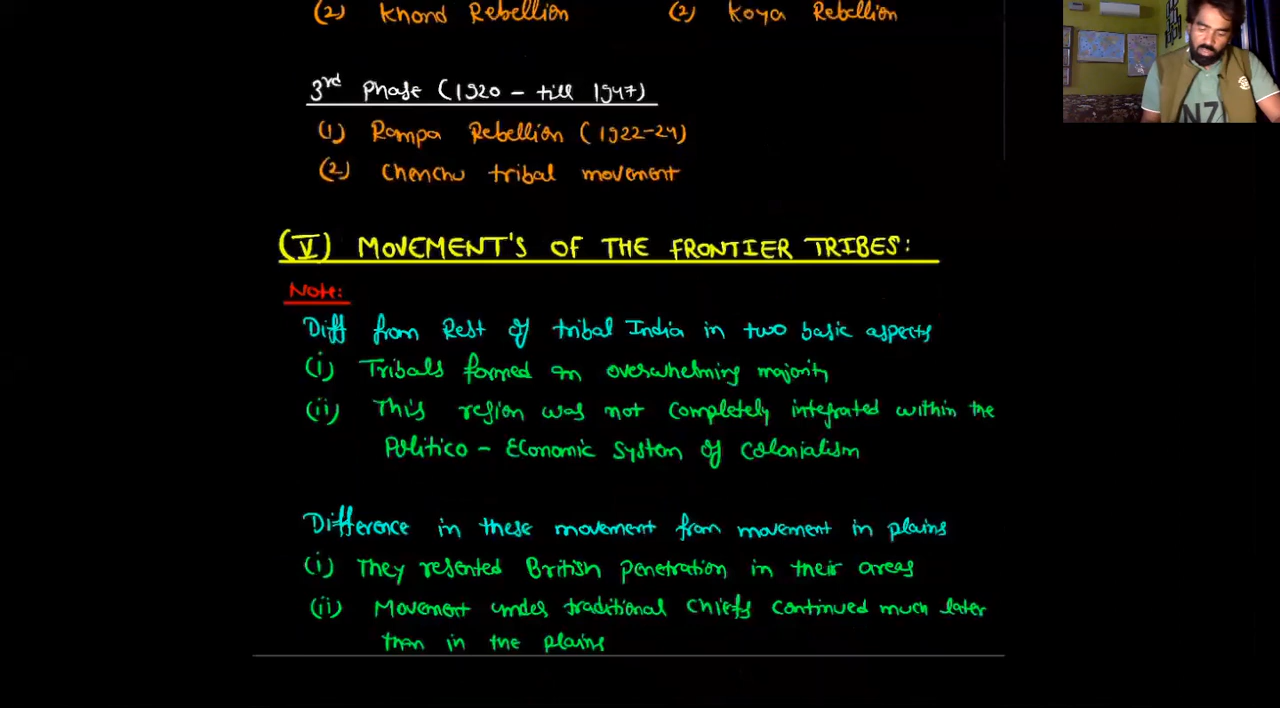 (2) Khond Rebellion (2) Koya Rebellion
3rd Phase (1920 - till 1947)
(1) Rampa Rebellion (1922-24)
(2) Chenchu tribal movement
(V) MOVEMENT'S OF THE FRONTIER TRIBES:
Note:
Diff from Rest of tribal India in two basic aspects
(i) Tribals formed an overwhelming majority
(ii) This region was not completely integrated within the
Politico - Economic System of Colonialism
Difference in these movement from movement in plains
(i) They resented British penetration in their areas
(ii) Movement under traditional chiefs continued much later
than in the plains
NZ